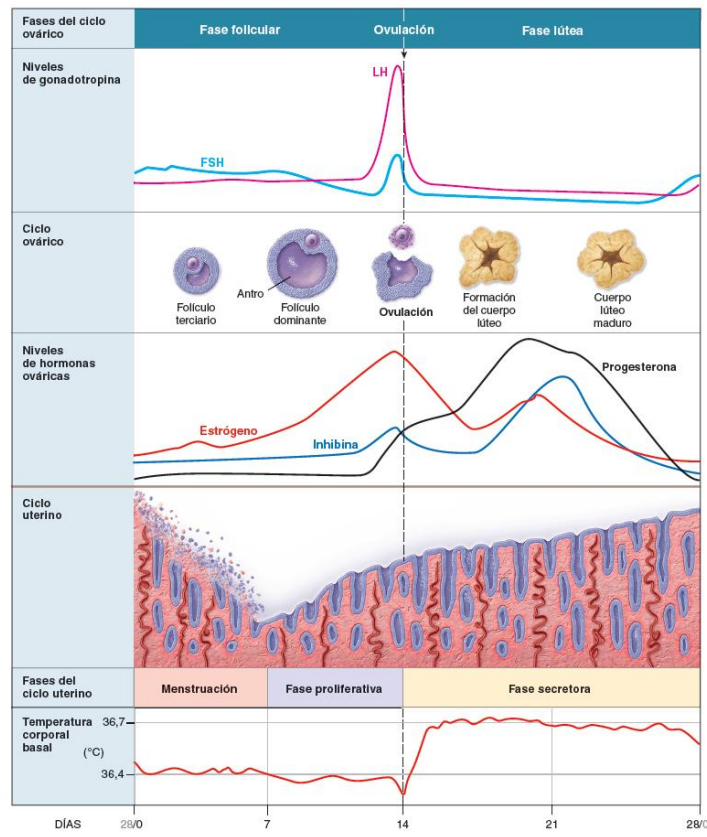 Fases del ciclo
ovárico
Fase folicular
Ovulación
Fase lútea
Niveles
de gonadotropina
LH
FSH
Ciclo
ovárico
Antro
Folículo
terciario
Folículo
dominante
Ovulación
Formación
del cuerpo
lúteo
Cuerpo
lúteo
maduro
Niveles
de hormonas
ováricas
Progesterona
Estrógeno
Inhibina
Ciclo
uterino
Fases del
ciclo uterino
Menstruación
Fase proliferativa
Fase secretora
Temperatura
corporal
basal
(°C)
36,7
36,4
DÍAS
28/0
7
14
21
28/0